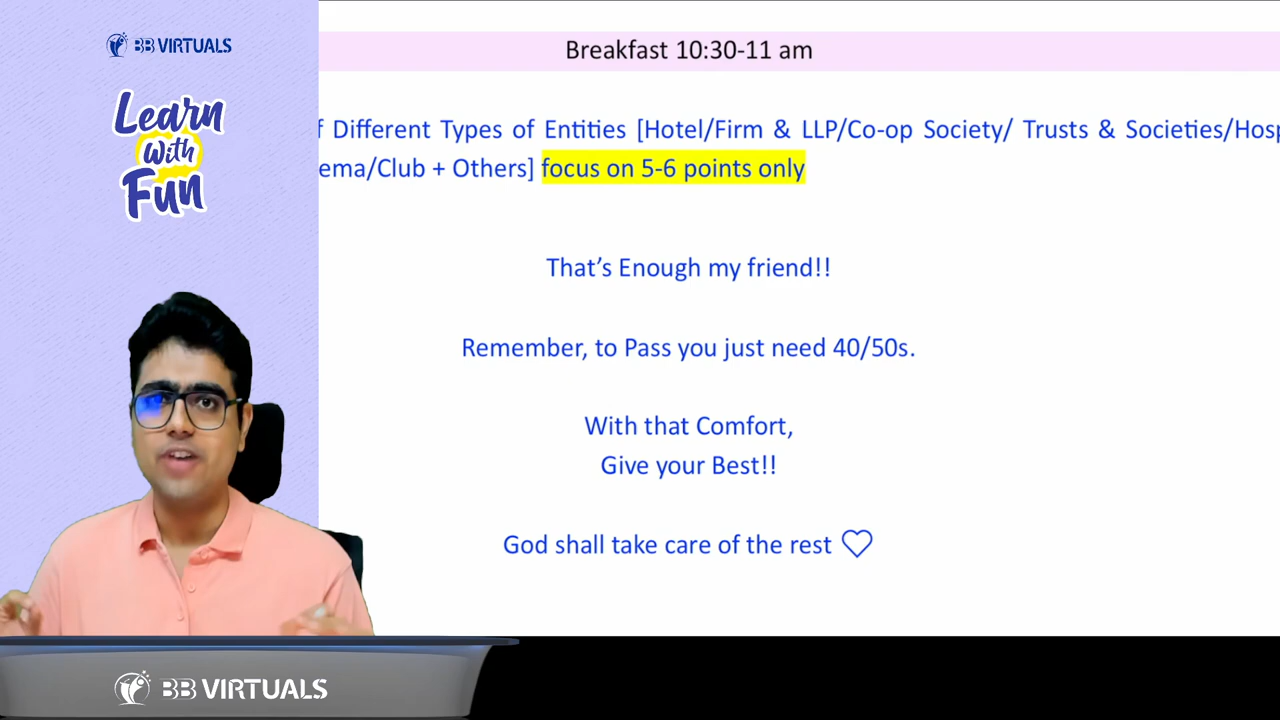 BB VIRTUALS
Learn
With
Fun
Breakfast 10:30-11 am
f Different Types of Entities [Hotel/Firm & LLP/Co-op Society/ Trusts & Societies/Hosp
ema/Club + Others] focus on 5-6 points only
That’s Enough my friend!!
Remember, to Pass you just need 40/50s.
With that Comfort,
Give your Best!!
God shall take care of the rest ♡
BB VIRTUALS